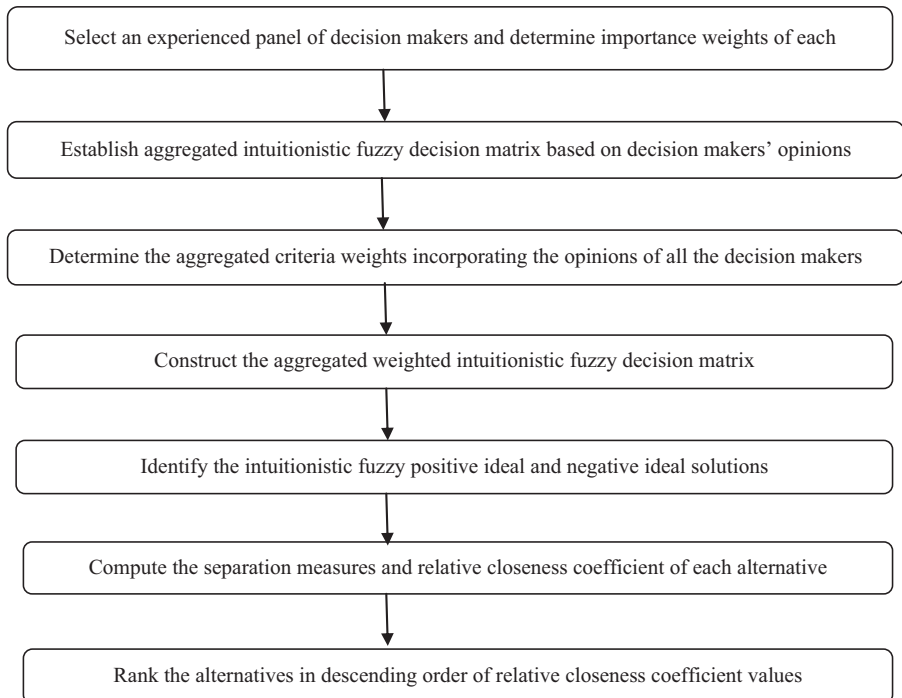 Select an experienced panel of decision makers and determine importance weights of each
Establish aggregated intuitionistic fuzzy decision matrix based on decision makers’ opinions
Determine the aggregated criteria weights incorporating the opinions of all the decision makers
Construct the aggregated weighted intuitionistic fuzzy decision matrix
Identify the intuitionistic fuzzy positive ideal and negative ideal solutions
Compute the separation measures and relative closeness coefficient of each alternative
Rank the alternatives in descending order of relative closeness coefficient values